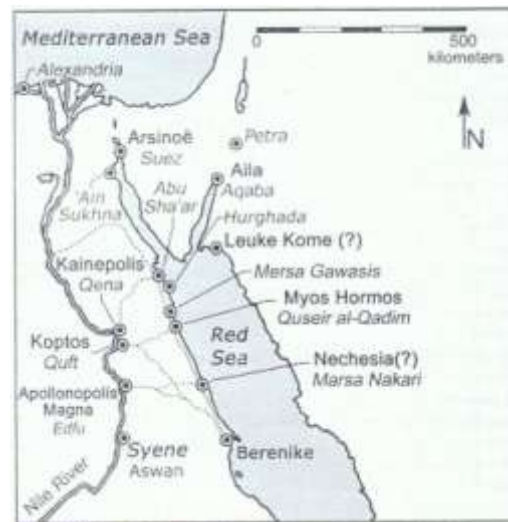 Mediterranean Sea
0
500
kilometers
Alexandria
N
Petra
Arsinoë
Suez
Aila
Aqaba
'Ain
Sukhna
Abu
Sha'ar
Hurghada
Leuke Kome (?)
Kainepolis
Qena
Mersa Gawasis
Myos Hormos
Quseir al-Qadim
Koptos
Quft
Red
Sea
Nechesia(?)
Marsa Nakari
Apollonopolis
Magna
Edfu
Syene
Aswan
Berenike
Nile River